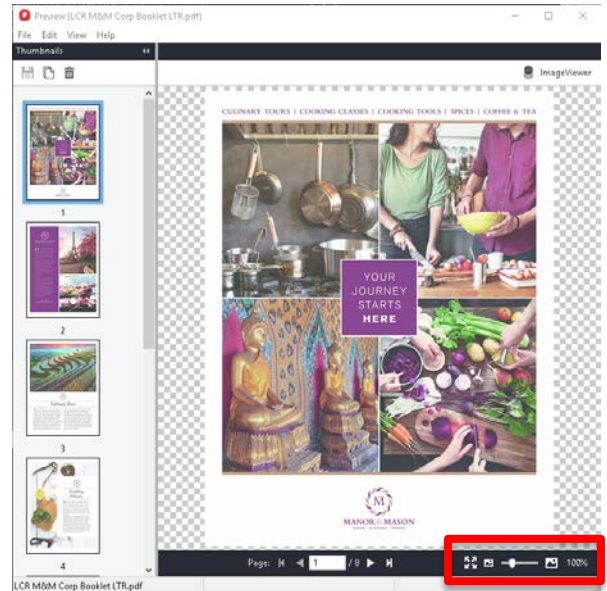 Preview [LCR M&M Corp Booklet LTR.pdf]
File Edit View Help
Thumbnails
ImageViewer
CULINARY TOURS | COOKING CLASSES | COOKING TOOLS | SPICES | COFFEE & TEA
YOUR
JOURNEY
STARTS
HERE
M
MANOR & MASON
1
2
3
4
Page: 1 / 8
100%
LCR M&M Corp Booklet LTR.pdf